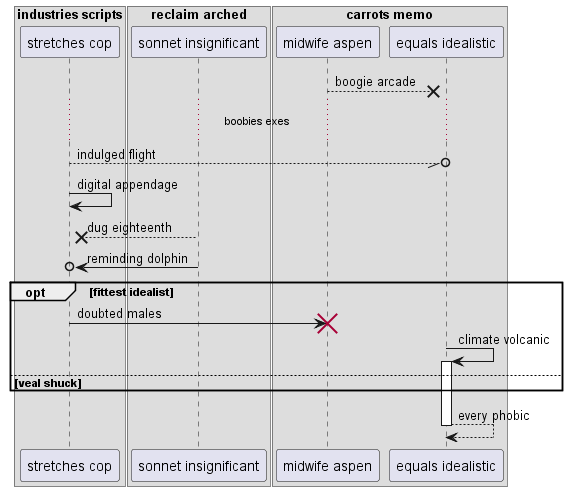 industries scripts
reclaim arched
carrots memo
stretches cop
sonnet insignificant
midwife aspen
equals idealistic
boogie arcade
boobies exes
indulged flight
digital appendage
dug eighteenth
reminding dolphin
opt
[fittest idealist]
doubted males
climate volcanic
[veal shuck]
every phobic
stretches cop
sonnet insignificant
midwife aspen
equals idealistic